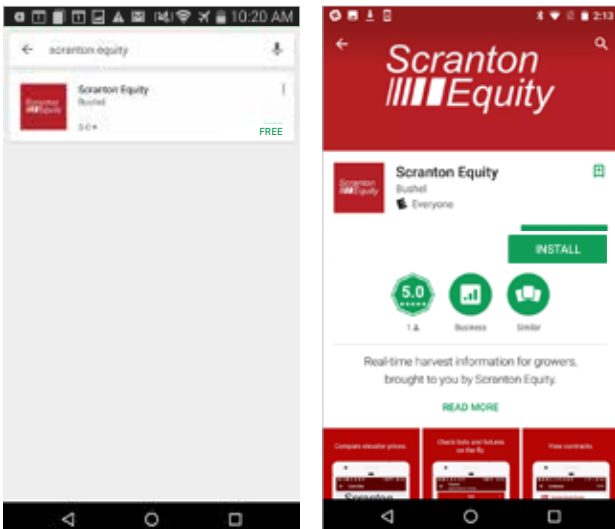 10:20 AM
scranton equity
Scranton Equity
Bushel
5.0
FREE
2:13
Scranton
Equity
Scranton Equity
Bushel
Everyone
INSTALL
5.0
1
Business
Similar
Real-time harvest information for growers,
brought to you by Scranton Equity.
READ MORE
Compare elevator prices.
Check bids and futures
on the fly.
View contracts.
Scranton